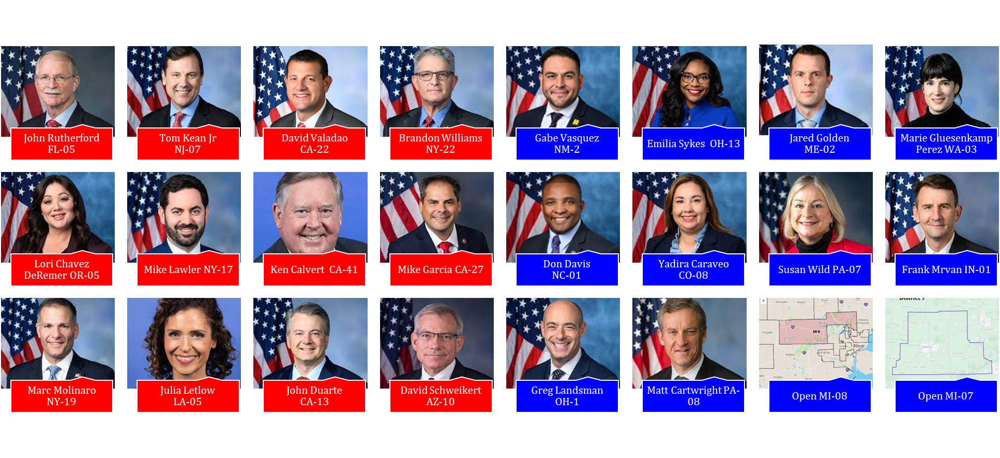 John Rutherford
FL-05
Tom Kean Jr
NJ-07
David Valadao
CA-22
Brandon Williams
NY-22
Gabe Vasquez
NM-2
Emilia Sykes  OH-13
Jared Golden
ME-02
Marie Gluesenkamp
Perez WA-03
Lori Chavez
DeRemer OR-05
Mike Lawler NY-17
Ken Calvert  CA-41
Mike Garcia CA-27
Don Davis
NC-01
Yadira Caraveo
CO-08
Susan Wild PA-07
Frank Mrvan IN-01
Marc Molinaro
NY-19
Julia Letlow
LA-05
John Duarte
CA-13
David Schweikert
AZ-10
Greg Landsman
OH-1
Matt Cartwright PA-
08
MI 8
Detroit
Open MI-08
District 7
Open MI-07